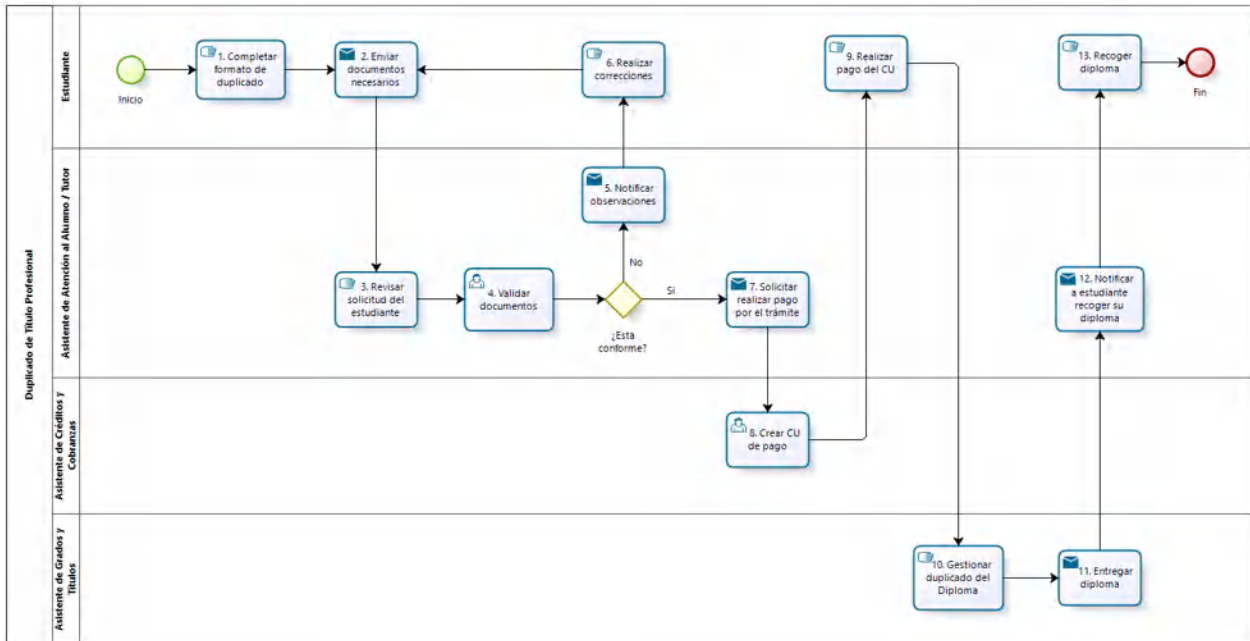 Duplicado de Título Profesional
Estudiante
Inicio
1. Completar
formato de
duplicado
2. Enviar
documentos
necesarios
6. Realizar
correcciones
9. Realizar
pago del CU
13. Recoger
diploma
Fin
Asistente de Atención al Alumno / Tutor
3. Revisar
solicitud del
estudiante
4. Validar
documentos
5. Notificar
observaciones
No
¿Esta
conforme?
Si
7. Solicitar
realizar pago
por el trámite
12. Notificar
a estudiante
recoger su
diploma
Asistente de Créditos y
Cobranzas
8. Crear CU
de pago
Asistente de Grados y
Títulos
10. Gestionar
duplicado del
Diploma
11. Entregar
diploma